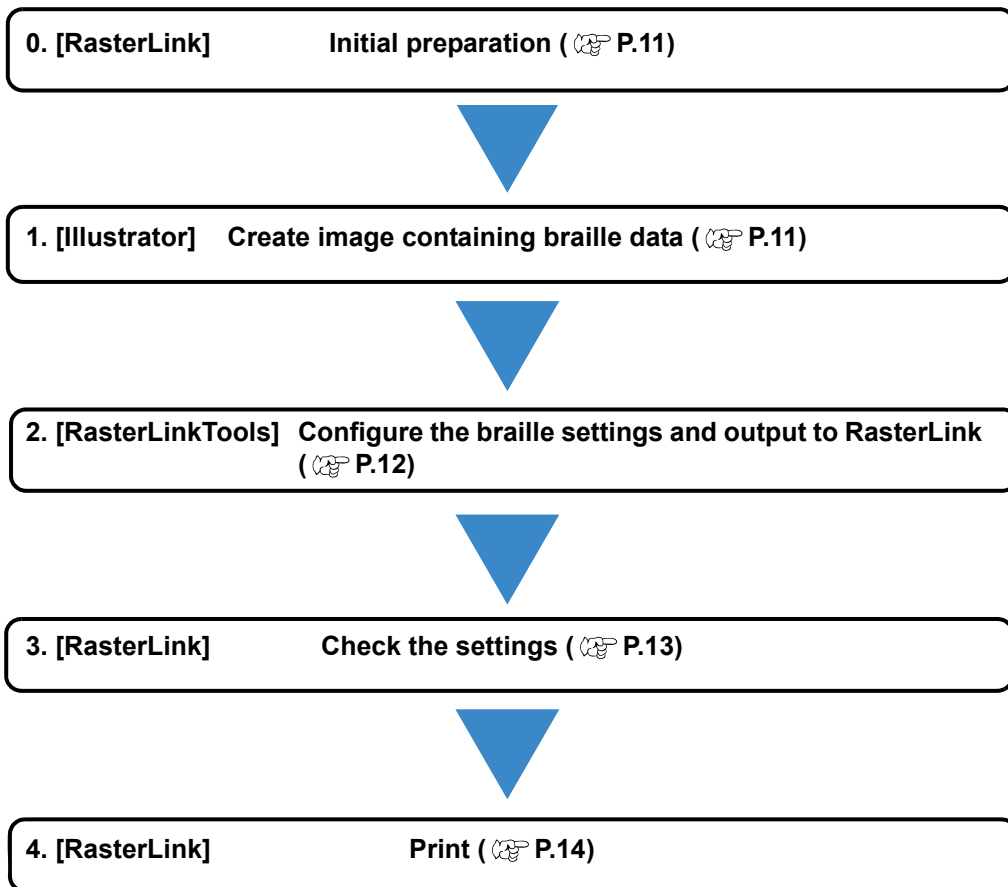 0. [RasterLink] Initial preparation ( P.11)
1. [Illustrator] Create image containing braille data ( P.11)
2. [RasterLinkTools] Configure the braille settings and output to RasterLink
( P.12)
3. [RasterLink] Check the settings ( P.13)
4. [RasterLink] Print ( P.14)